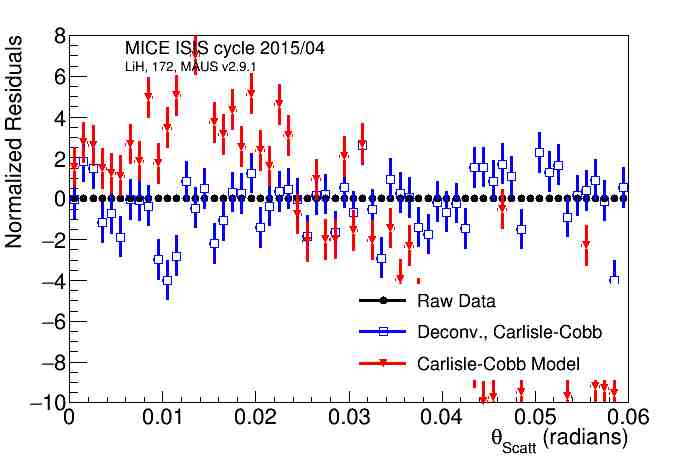 Normalized Residuals
8
6
4
2
0
−2
−4
−6
−8
−10
MICE ISIS cycle 2015/04
LiH, 172, MAUS v2.9.1
Raw Data
Deconv., Carlisle-Cobb
Carlisle-Cobb Model
0 0.01 0.02 0.03 0.04 0.05 0.06
θScatt (radians)